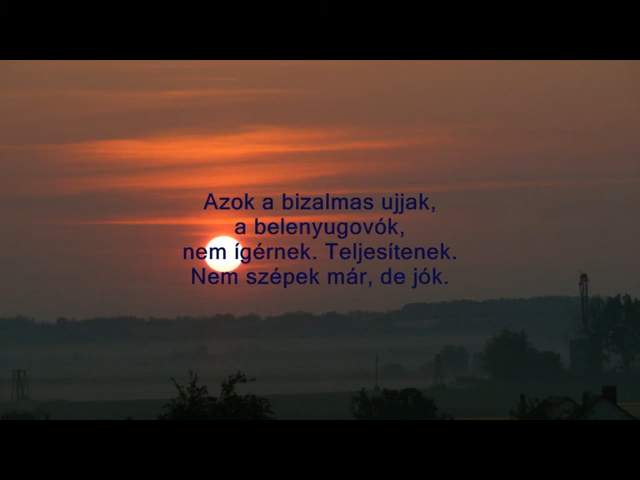 Azok a bizalmas ujjak,
a belenyugovók,
nem ígérnek. Teljesítenek.
Nem szépek már, de jók.